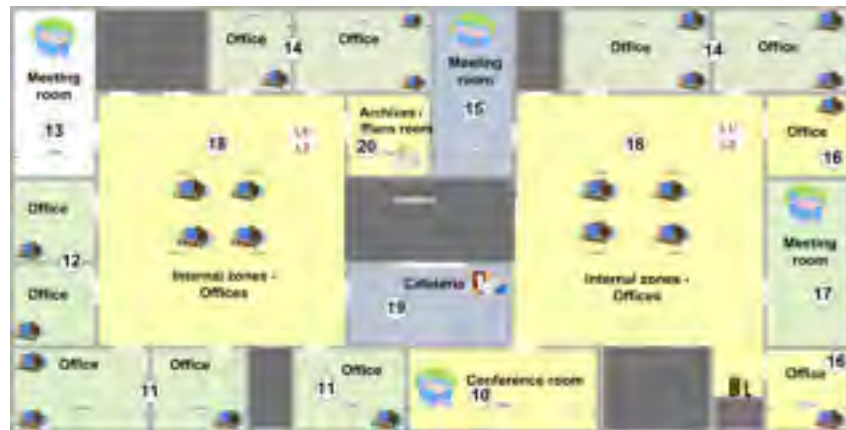 Office
14
Office
Meeting
room
13
Meeting
room
15
Office
14
Office
Archives /
Plans room
20
18
18
Office
16
Office
12
Office
Internal zones -
Offices
Cafeteria
19
Internal zones -
Offices
Meeting
room
17
Office
Office
11
Office
11
Conference room
10
Office
16